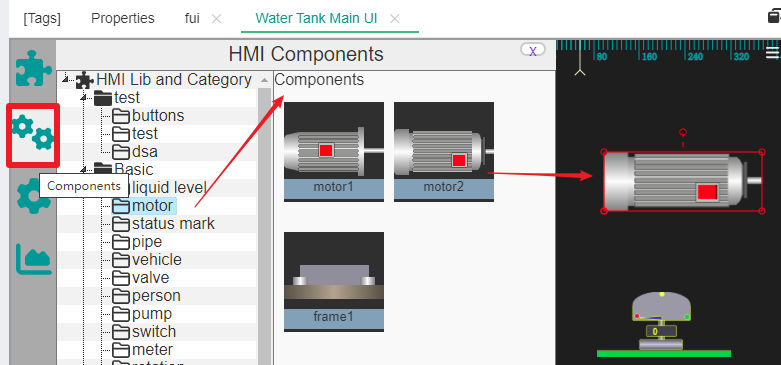 [Tags]
Properties
fui
Water Tank Main UI
HMI Components
X
HMI Lib and Category
test
buttons
test
dsa
Basic
liquid level
motor
status mark
pipe
vehicle
valve
person
pump
switch
meter
rotation
Components
Components
motor1
motor2
frame1
80
160
240
320
0